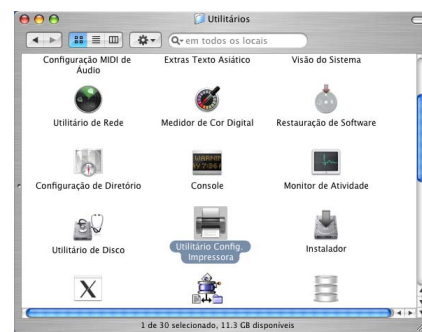 Utilitários
em todos os locais
Configuração MIDI de
Áudio
Extras Texto Asiático
Visão do Sistema
Utilitário de Rede
Medidor de Cor Digital
Restauração de Software
WARNIN
Configuração de Diretório
Console
Monitor de Atividade
Utilitário de Disco
Utilitário Config.
Impressora
Instalador
X
1 de 30 selecionado, 11.3 GB disponíveis